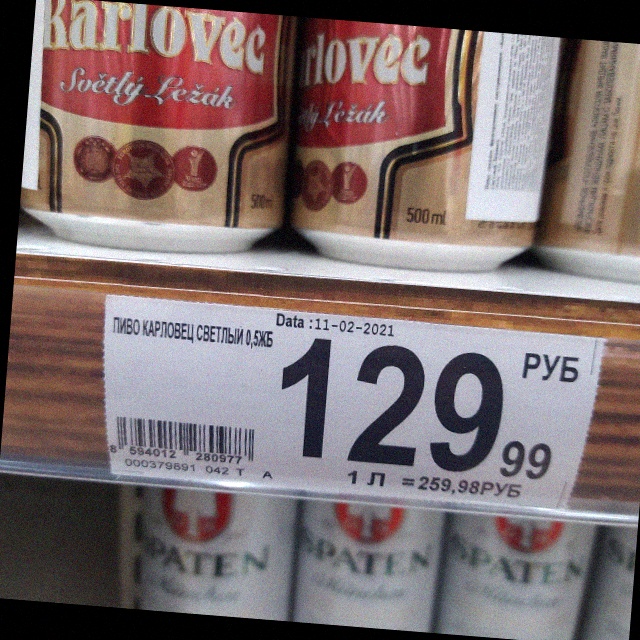 Karlovec
Světlý Ležák
500ml
rlovec
lý Ležák
500 ml
ПИВО КАРЛОВЕЦ СВЕТЛЫЙ 0,5ЖБ
Data :11-02-2021
129 99
РУБ
8 594012 280977
000379891 042 T A
1 Л =259,98РУБ
SPATEN
SPATEN
SPATEN